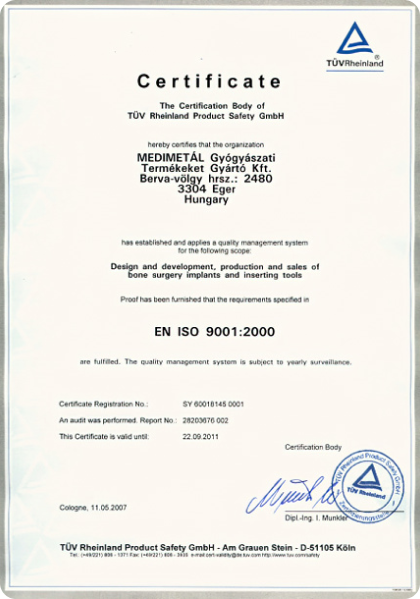 TÜVRheinland
®
Certificate
The Certification Body of
TÜV Rheinland Product Safety GmbH
hereby certifies that the organization
MEDIMETÁL Gyógyászati
Termékeket Gyártó Kft.
Berva-völgy hrsz.: 2480
3304 Eger
Hungary
has established and applies a quality management system
for the following scope:
Design and development, production and sales of
bone surgery implants and inserting tools
Proof has been furnished that the requirements specified in
EN ISO 9001:2000
are fulfilled. The quality management system is subject to yearly surveillance.
Certificate Registration No.: SY 60018145 0001
An audit was performed. Report No.: 28203676 002
This Certificate is valid until: 22.09.2011
Certification Body
TÜV Rheinland Product Safety GmbH
TÜV Rheinland
Zertifizierungsstelle
Cologne, 11.05.2007
Dipl.-Ing. I. Munkler
TÜV Rheinland Product Safety GmbH - Am Grauen Stein - D-51105 Köln
Tel.: (+49/221) 806 - 1371 Fax: (+49/221) 806 - 3935 e-mail cert-validity@de.tuv.com http://www.tuv.com/safety